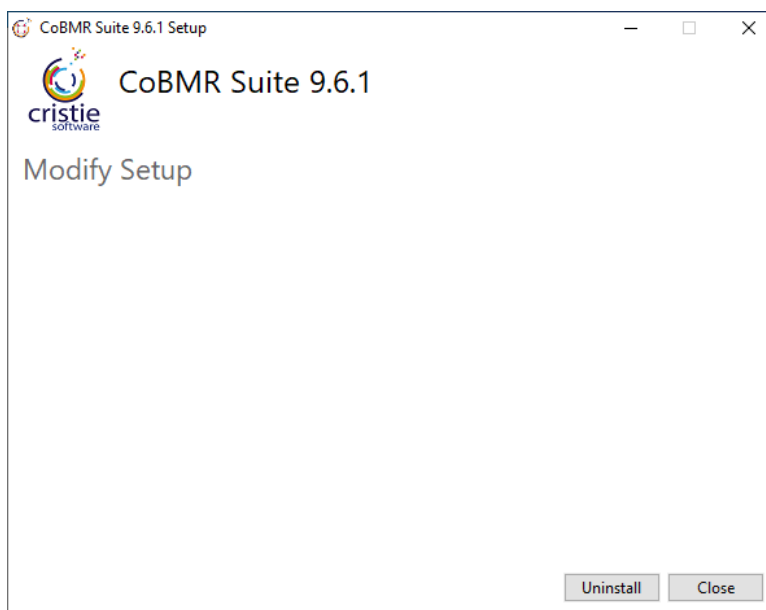 CoBMR Suite 9.6.1 Setup
CoBMR Suite 9.6.1
cristie
software
Modify Setup
Uninstall
Close